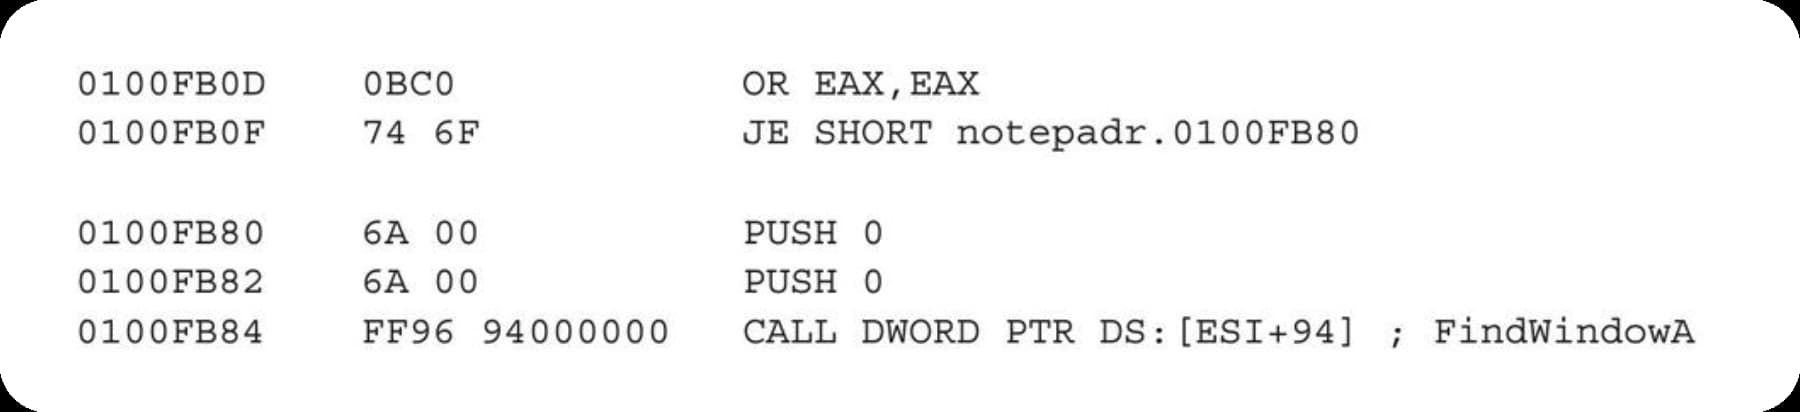 0100FB0D 0BC0 OR EAX,EAX
0100FB0F 74 6F JE SHORT notepadr.0100FB80
0100FB80 6A 00 PUSH 0
0100FB82 6A 00 PUSH 0
0100FB84 FF96 94000000 CALL DWORD PTR DS:[ESI+94] ; FindWindowA